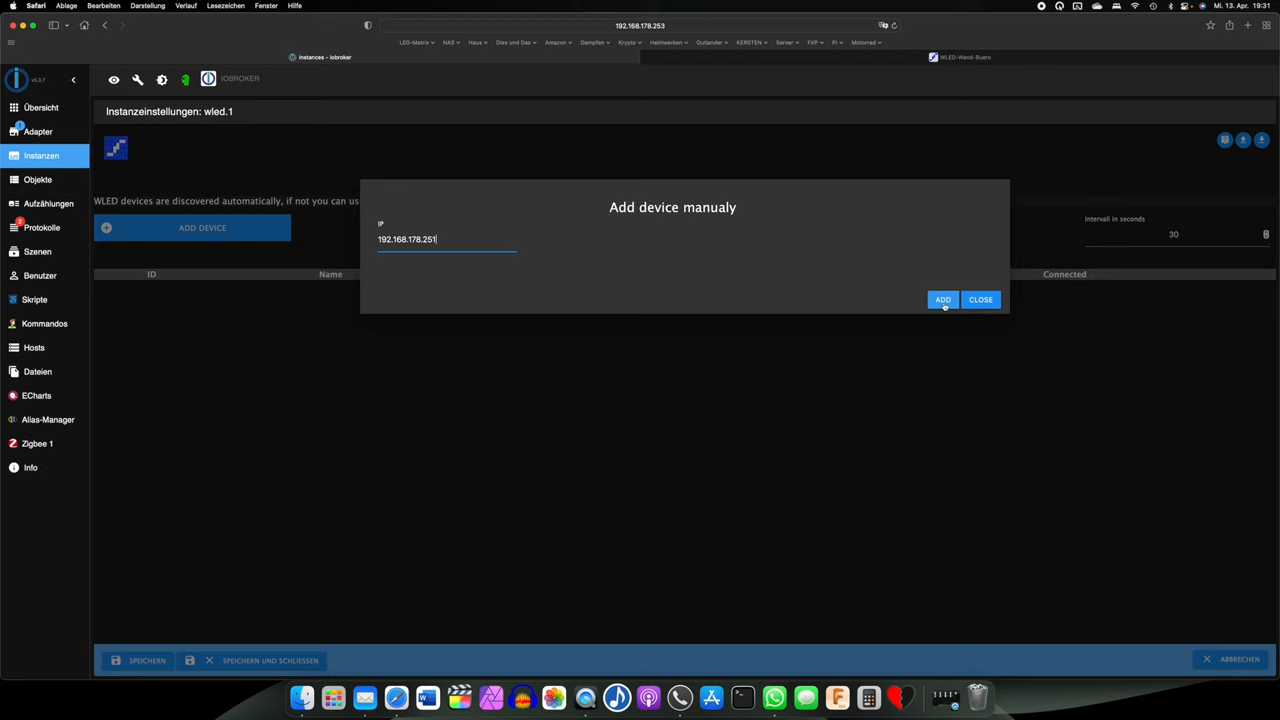 Safari Ablage Bearbeiten Darstellung Verlauf Lesezeichen Fenster Hilfe
Mi. 13. Apr. 19:31
192.168.178.253
LED-Matrix NAS Haus Dies und Das Amazon Dampfen Krypto Heimwerken Outlander KERSTEN Server FXP PI Motorrad
Instances - iobroker
WLED-Wand-Buero
v5.3.7
IOBROKER
Übersicht
1
Adapter
Instanzen
Objekte
Aufzählungen
2
Protokolle
Szenen
Benutzer
Skripte
Kommandos
Hosts
Dateien
ECharts
Alias-Manager
Zigbee 1
Info
Instanzeinstellungen: wled.1
WLED devices are discovered automatically, if not you can us
ADD DEVICE
Intervall in seconds
30
ID
Name
Connected
Add device manualy
IP
192.168.178.251
ADD
CLOSE
SPEICHERN
SPEICHERN UND SCHLIESSEN
ABBRECHEN